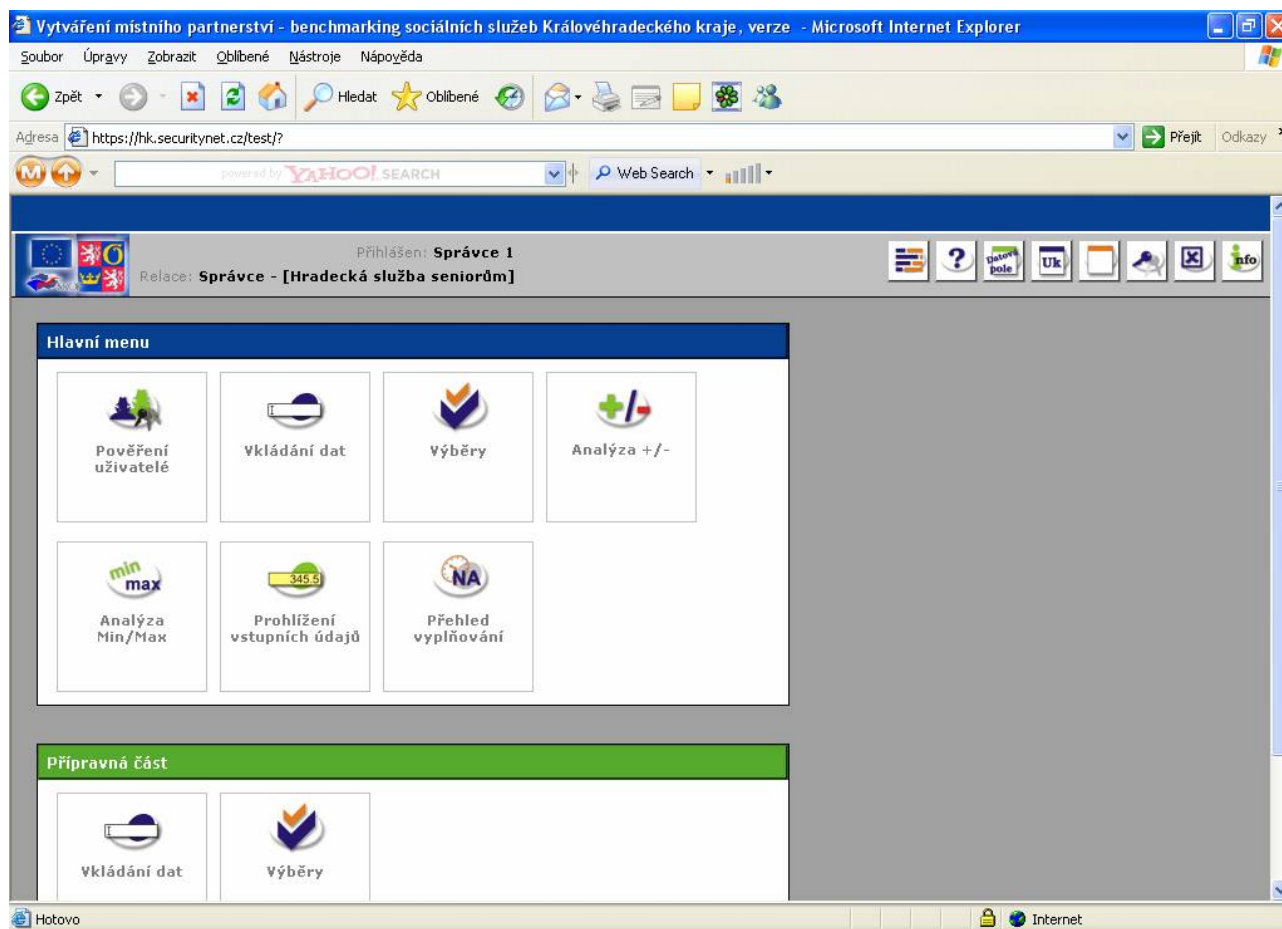 Vytváření místního partnerství - benchmarking sociálních služeb Královéhradeckého kraje, verze - Microsoft Internet Explorer
Soubor Úpravy Zobrazit Oblíbené Nástroje Nápověda
Zpět Hledat Oblíbené
Adresa https://hk.securitynet.cz/test/? Přejít Odkazy
M powered by YAHOO! SEARCH Web Search
Přihlášen: Správce 1
Relace: Správce - [Hradecká služba seniorům]
? Datová pole Uk info
Hlavní menu
Pověření uživatelé
Vkládání dat
Výběry
+/-
Analýza +/-
min max
Analýza Min/Max
345.5
Prohlížení vstupních údajů
NA
Přehled vyplňování
Přípravná část
Vkládání dat
Výběry
Hotovo Internet